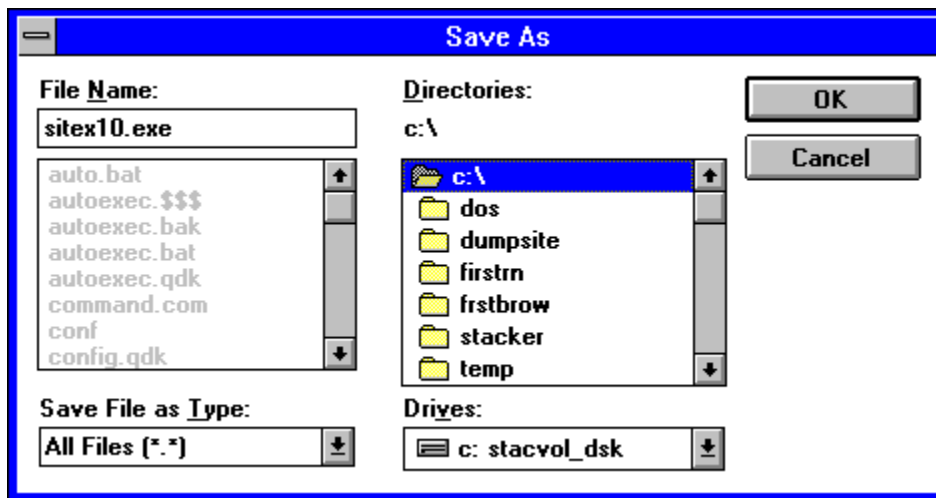 Save As
File Name:
sitex10.exe
auto.bat
autoexec.$$$
autoexec.bak
autoexec.bat
autoexec.qdk
command.com
conf
config.qdk
Save File as Type:
All Files (*.*)
Directories:
c:\
c:\
dos
dumpsite
firstrn
frstbrow
stacker
temp
Drives:
c: stacvol_dsk
OK
Cancel